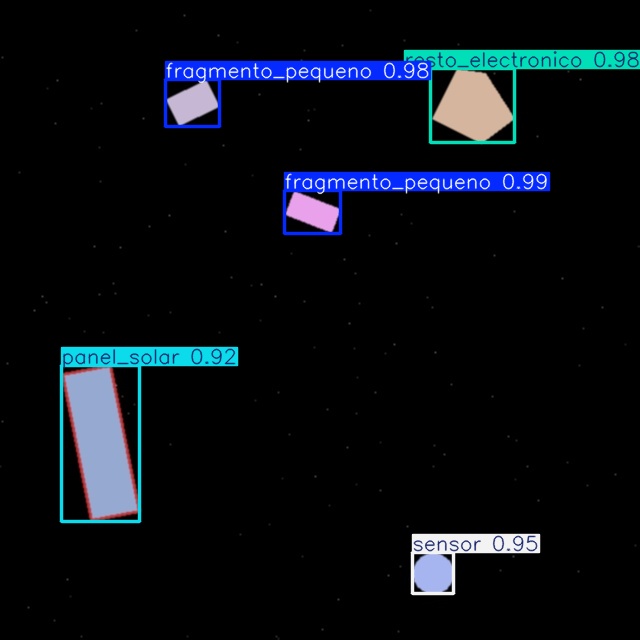 resto_electronico 0.98
fragmento_pequeno 0.98
fragmento_pequeno 0.99
panel_solar 0.92
sensor 0.95